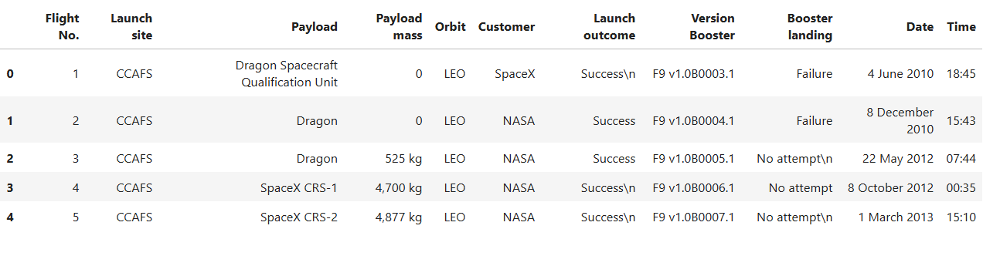 Flight No. Launch site Payload Payload mass Orbit Customer Launch outcome Version Booster Booster landing Date Time
0 1 CCAFS Dragon Spacecraft Qualification Unit 0 LEO SpaceX Success\n F9 v1.0B0003.1 Failure 4 June 2010 18:45
1 2 CCAFS Dragon 0 LEO NASA Success F9 v1.0B0004.1 Failure 8 December 2010 15:43
2 3 CCAFS Dragon 525 kg LEO NASA Success F9 v1.0B0005.1 No attempt\n 22 May 2012 07:44
3 4 CCAFS SpaceX CRS-1 4,700 kg LEO NASA Success\n F9 v1.0B0006.1 No attempt 8 October 2012 00:35
4 5 CCAFS SpaceX CRS-2 4,877 kg LEO NASA Success\n F9 v1.0B0007.1 No attempt\n 1 March 2013 15:10